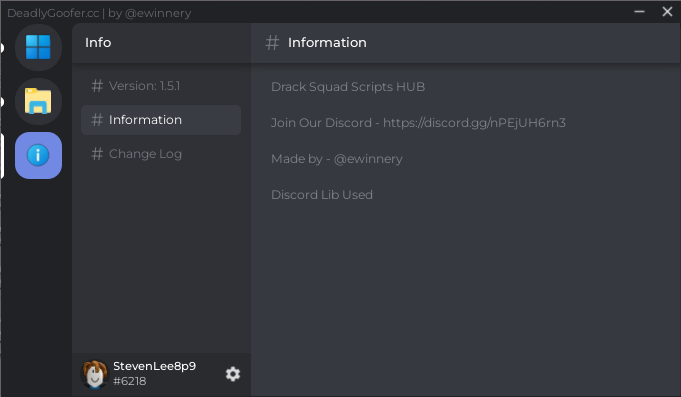 DeadlyGoofer.cc | by @ewinnery
Info
# Version: 1.5.1
# Information
# Change Log
StevenLee8p9
#6218
# Information
Drack Squad Scripts HUB
Join Our Discord - https://discord.gg/nPEjUH6rn3
Made by - @ewinnery
Discord Lib Used